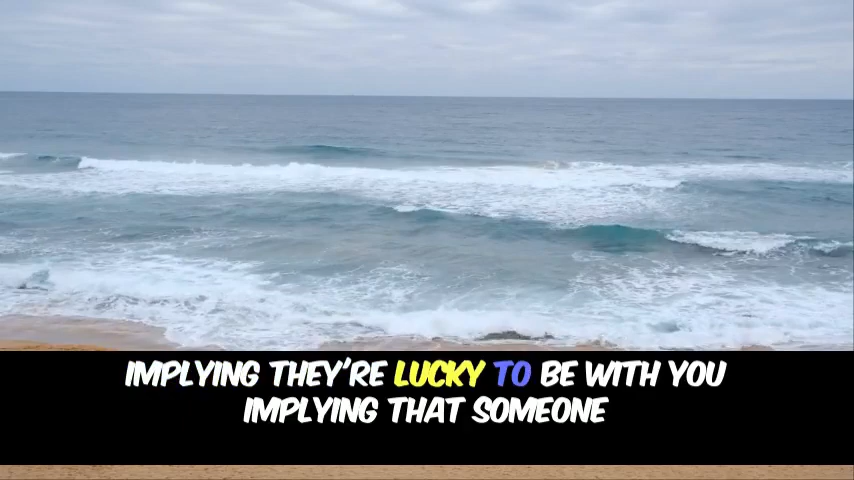 IMPLYING THEY'RE LUCKY TO BE WITH YOU
IMPLYING THAT SOMEONE